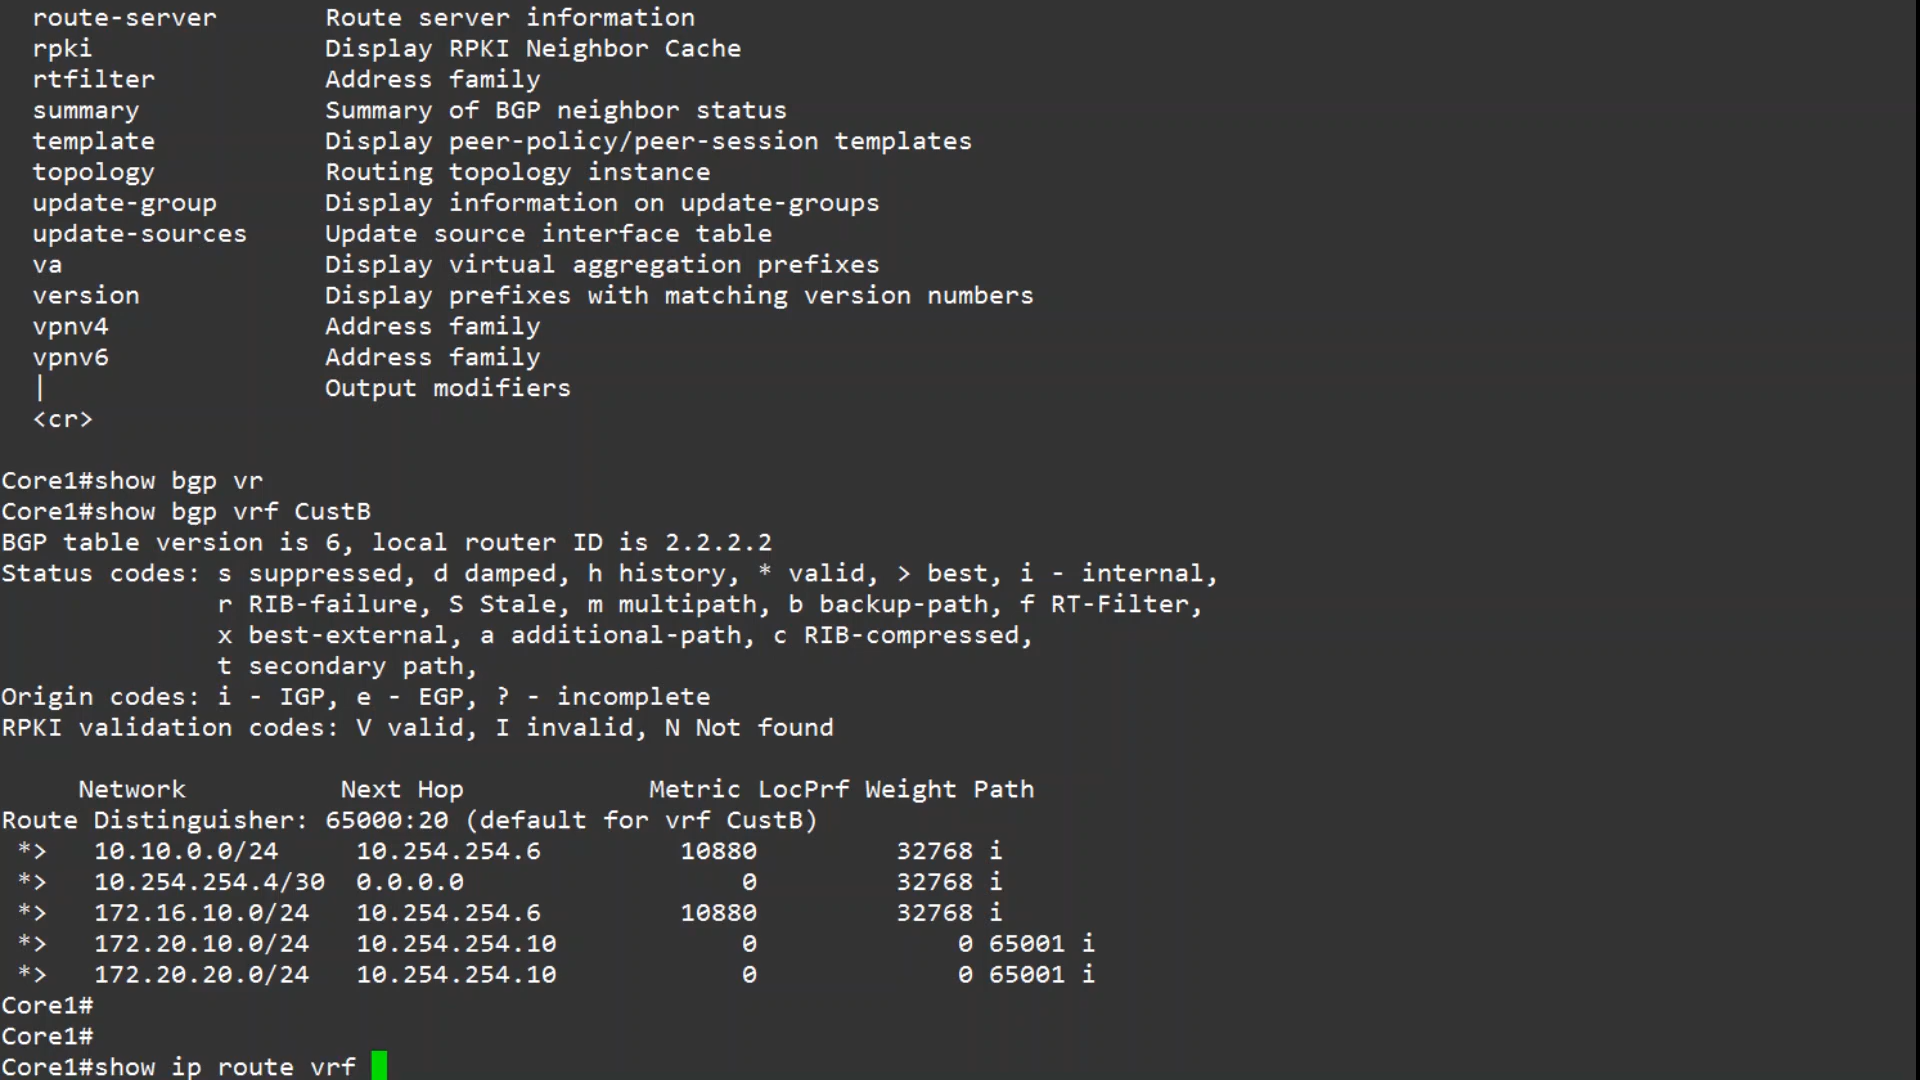 route-server       Route server information
rpki               Display RPKI Neighbor Cache
rtfilter           Address family
summary            Summary of BGP neighbor status
template           Display peer-policy/peer-session templates
topology           Routing topology instance
update-group       Display information on update-groups
update-sources     Update source interface table
va                 Display virtual aggregation prefixes
version            Display prefixes with matching version numbers
vpnv4              Address family
vpnv6              Address family
|                  Output modifiers
<cr>
Core1#show bgp vr
Core1#show bgp vrf CustB
BGP table version is 6, local router ID is 2.2.2.2
Status codes: s suppressed, d damped, h history, * valid, > best, i - internal,
              r RIB-failure, S Stale, m multipath, b backup-path, f RT-Filter,
              x best-external, a additional-path, c RIB-compressed,
              t secondary path,
Origin codes: i - IGP, e - EGP, ? - incomplete
RPKI validation codes: V valid, I invalid, N Not found
     Network          Next Hop            Metric LocPrf Weight Path
Route Distinguisher: 65000:20 (default for vrf CustB)
 *>   10.10.0.0/24     10.254.254.6         10880         32768 i
 *>   10.254.254.4/30  0.0.0.0                  0         32768 i
 *>   172.16.10.0/24   10.254.254.6         10880         32768 i
 *>   172.20.10.0/24   10.254.254.10            0             0 65001 i
 *>   172.20.20.0/24   10.254.254.10            0             0 65001 i
Core1#
Core1#
Core1#show ip route vrf